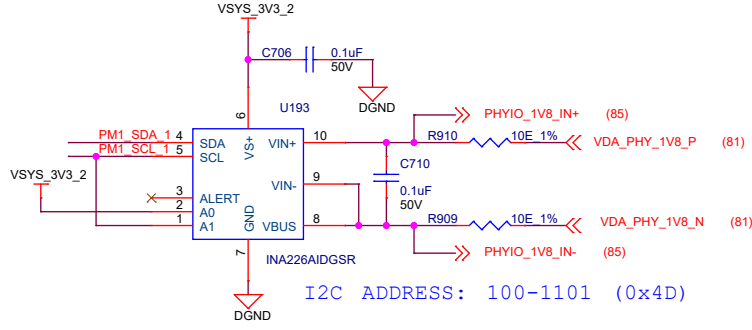 VSYS_3V3_2
C706 0.1uF
50V
DGND
U193
PHYIO_1V8_IN+ (85)
6
VS+
PM1_SDA_1 4 SDA VIN+ 10 R910 10E_1% VDA_PHY_1V8_P (81)
PM1_SCL_1 5 SCL
C710
VSYS_3V3_2 VIN- 9
0.1uF
3 ALERT 50V
2 A0
1 A1 GND VBUS 8 R909 10E_1% VDA_PHY_1V8_N (81)
7
INA226AIDGSR PHYIO_1V8_IN- (85)
I2C ADDRESS: 100-1101 (0x4D)
DGND